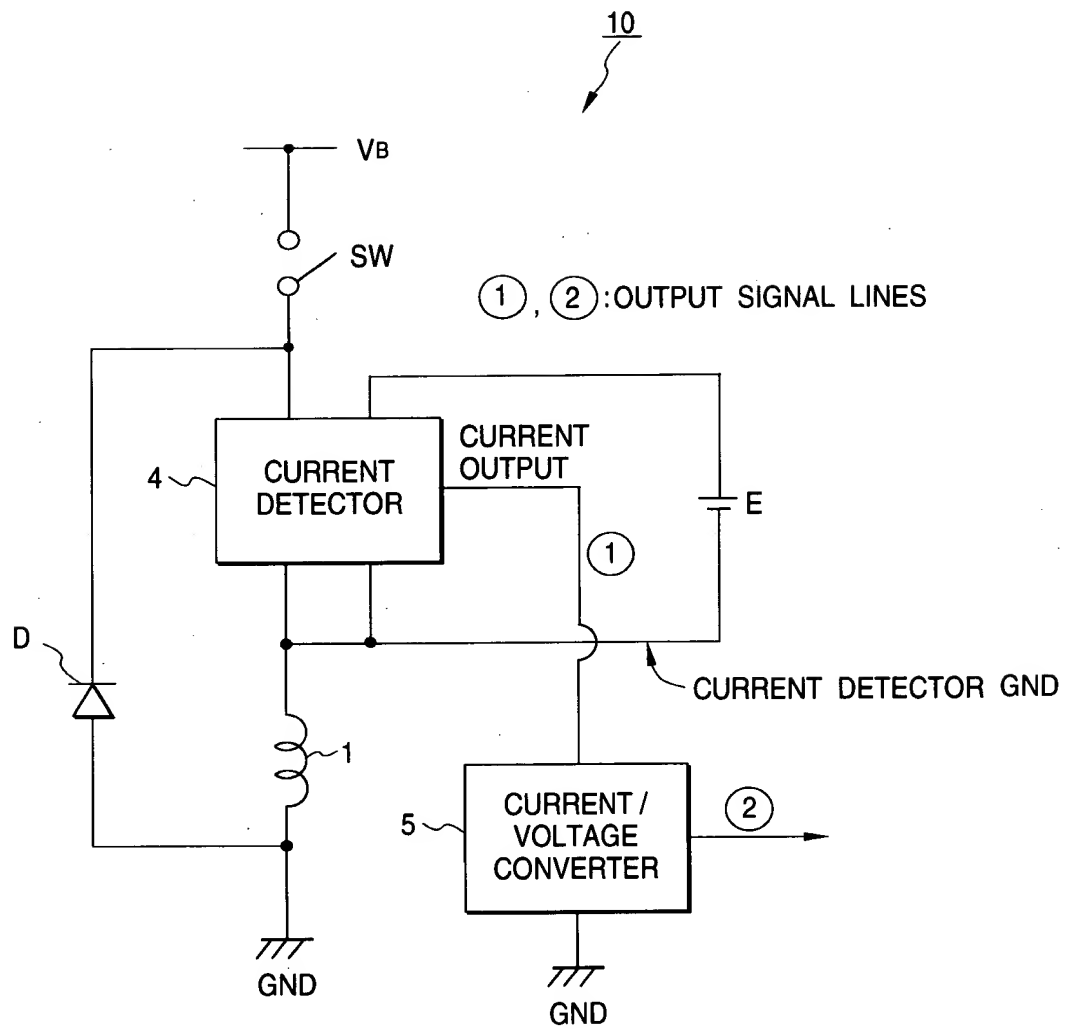 10
VB
SW
①, ②:OUTPUT SIGNAL LINES
CURRENT
OUTPUT
4
CURRENT
DETECTOR
E
①
D
CURRENT DETECTOR GND
1
②
5
CURRENT /
VOLTAGE
CONVERTER
GND
GND